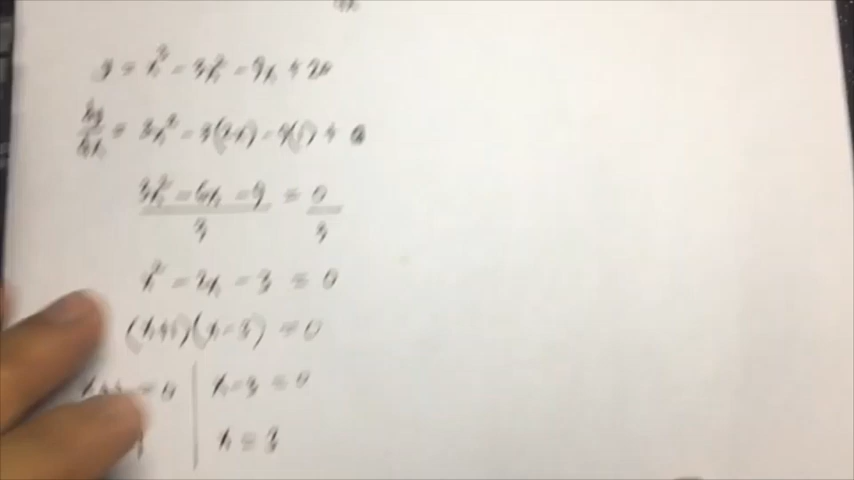 y = x³ - 3x² - 9x + 20
dy/dx = 3x² - 3(2x) - 9(1) + 0
3x² - 6x - 9 = 0
3 3
x² - 2x - 3 = 0
(x+1)(x-3) = 0
= 0 | x-3 = 0
x = 3